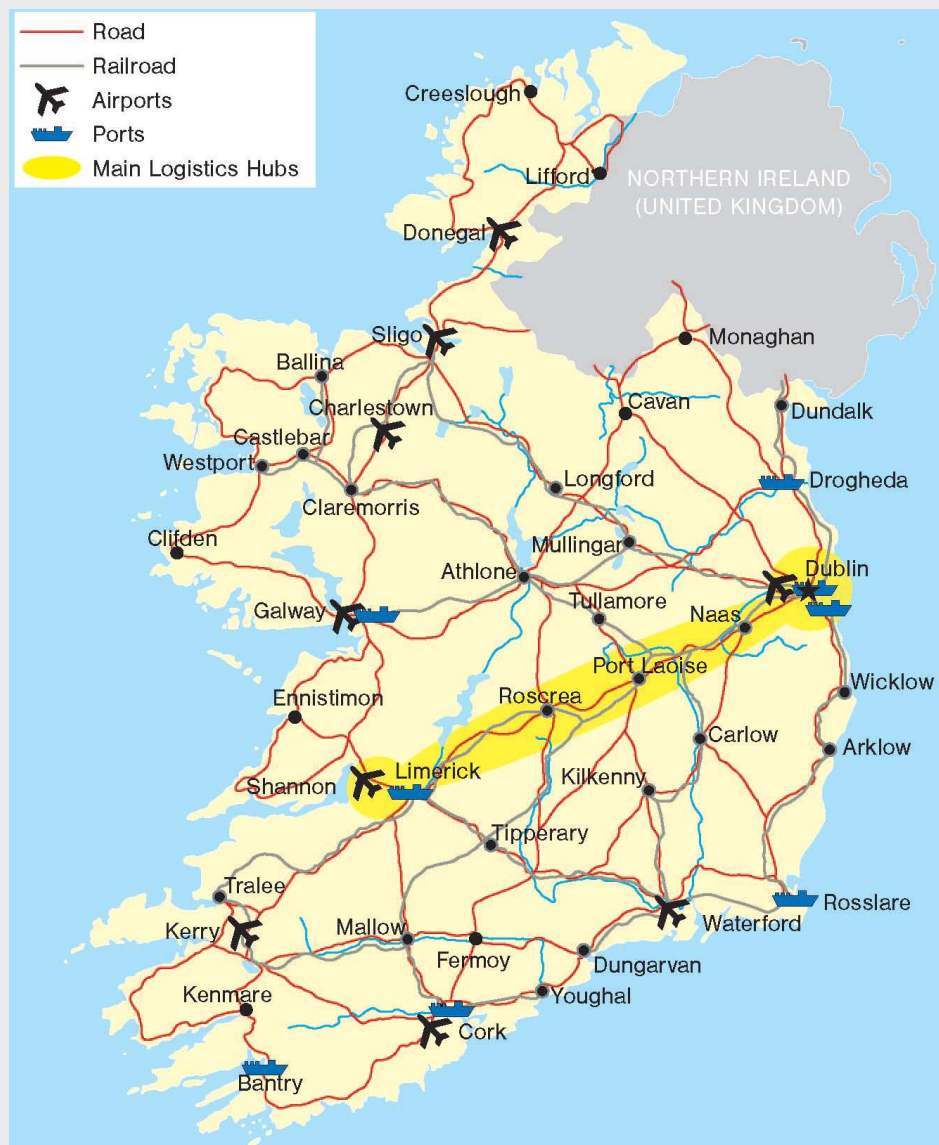 Road
Railroad
Airports
Ports
Main Logistics Hubs
Creeslough
Lifford
NORTHERN IRELAND
(UNITED KINGDOM)
Donegal
Sligo
Monaghan
Ballina
Charlestown
Cavan
Dundalk
Castlebar
Westport
Longford
Drogheda
Claremorris
Clifden
Mullingar
Athlone
Dublin
Galway
Tullamore
Naas
Port Laoise
Ennistimon
Roscrea
Wicklow
Carlow
Arklow
Shannon
Limerick
Kilkenny
Tipperary
Tralee
Rosslare
Kerry
Mallow
Waterford
Fermoy
Dungarvan
Kenmare
Youghal
Cork
Bantry